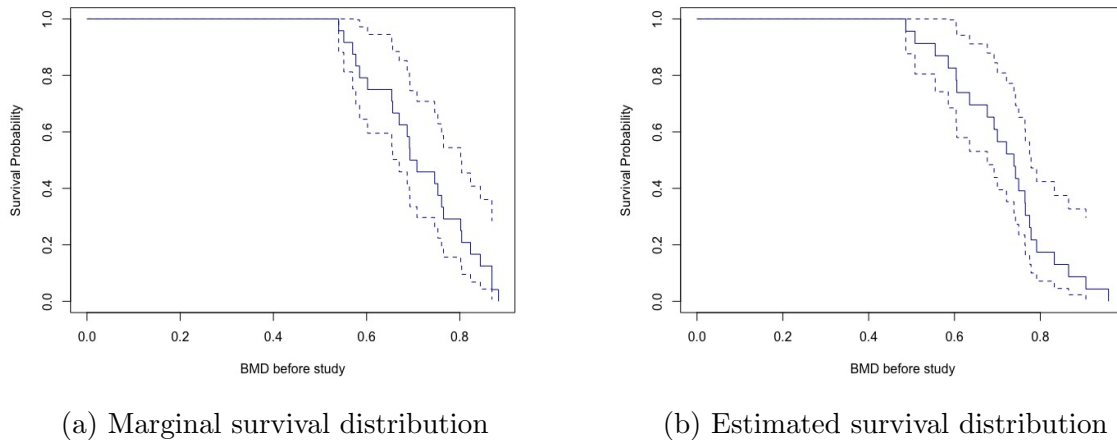 Survival Probability
1.0
0.8
0.6
0.4
0.2
0.0
0.0 0.2 0.4 0.6 0.8
BMD before study
(a) Marginal survival distribution
Survival Probability
1.0
0.8
0.6
0.4
0.2
0.0
0.0 0.2 0.4 0.6 0.8
BMD before study
(b) Estimated survival distribution